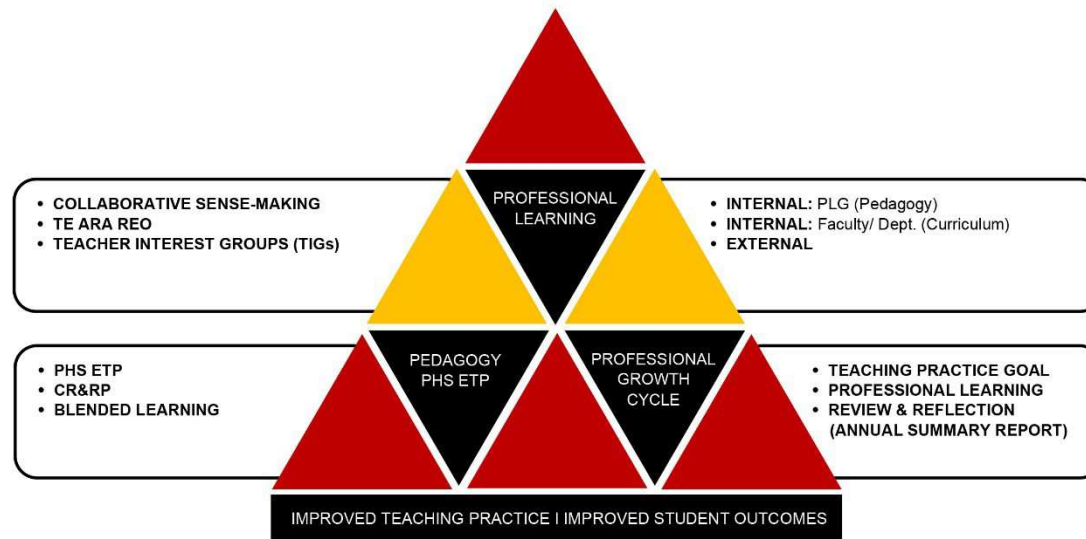 PROFESSIONAL
LEARNING
• COLLABORATIVE SENSE-MAKING
• TE ARA REO
• TEACHER INTEREST GROUPS (TIGs)
• INTERNAL: PLG (Pedagogy)
• INTERNAL: Faculty/ Dept. (Curriculum)
• EXTERNAL
PEDAGOGY
PHS ETP
PROFESSIONAL
GROWTH
CYCLE
• PHS ETP
• CR&RP
• BLENDED LEARNING
• TEACHING PRACTICE GOAL
• PROFESSIONAL LEARNING
• REVIEW & REFLECTION
(ANNUAL SUMMARY REPORT)
IMPROVED TEACHING PRACTICE I IMPROVED STUDENT OUTCOMES